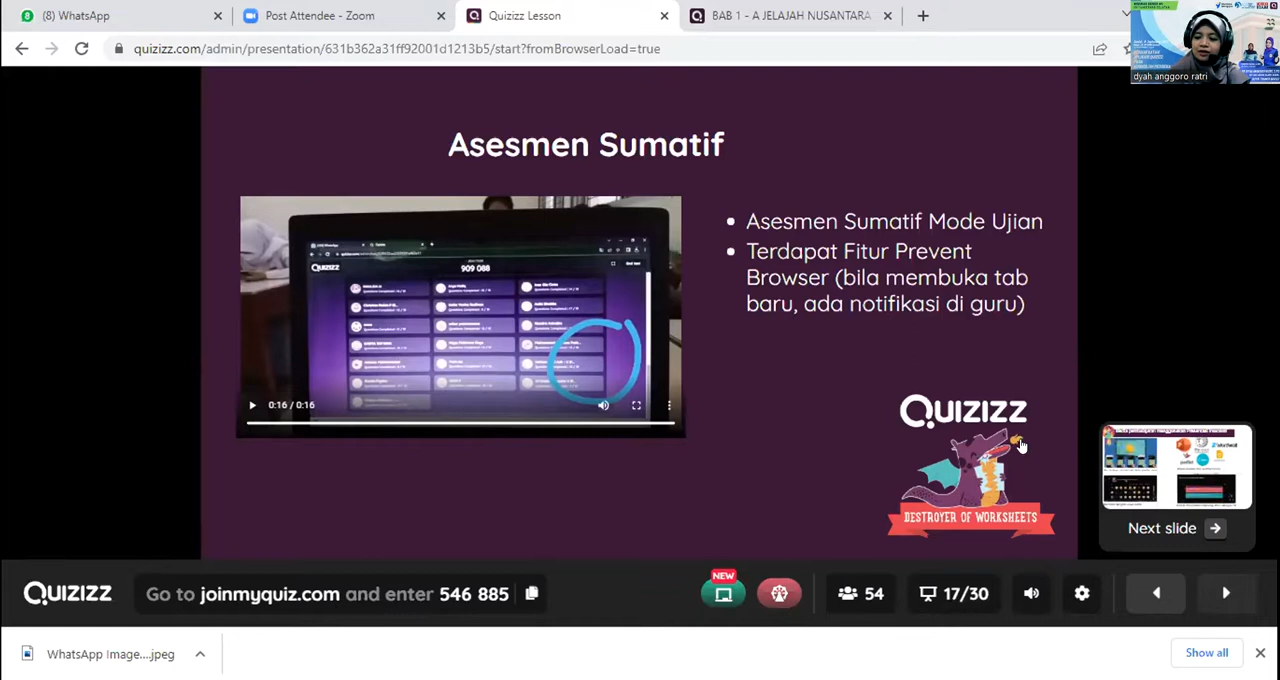 (8) WhatsApp
Post Attendee - Zoom
Quizizz Lesson
BAB 1 - A JELAJAH NUSANTARA
quizizz.com/admin/presentation/631b362a31ff92001d1213b5/start?fromBrowserLoad=true
dyah anggoro ratri
Asesmen Sumatif
QUIZIZZ
909 088
0:16 / 0:16
• Asesmen Sumatif Mode Ujian
• Terdapat Fitur Prevent
Browser (bila membuka tab
baru, ada notifikasi di guru)
QUIZIZZ
DESTROYER OF WORKSHEETS
Next slide
QUIZIZZ
Go to joinmyquiz.com and enter 546 885
NEW
54
17/30
WhatsApp Image....jpeg
Show all